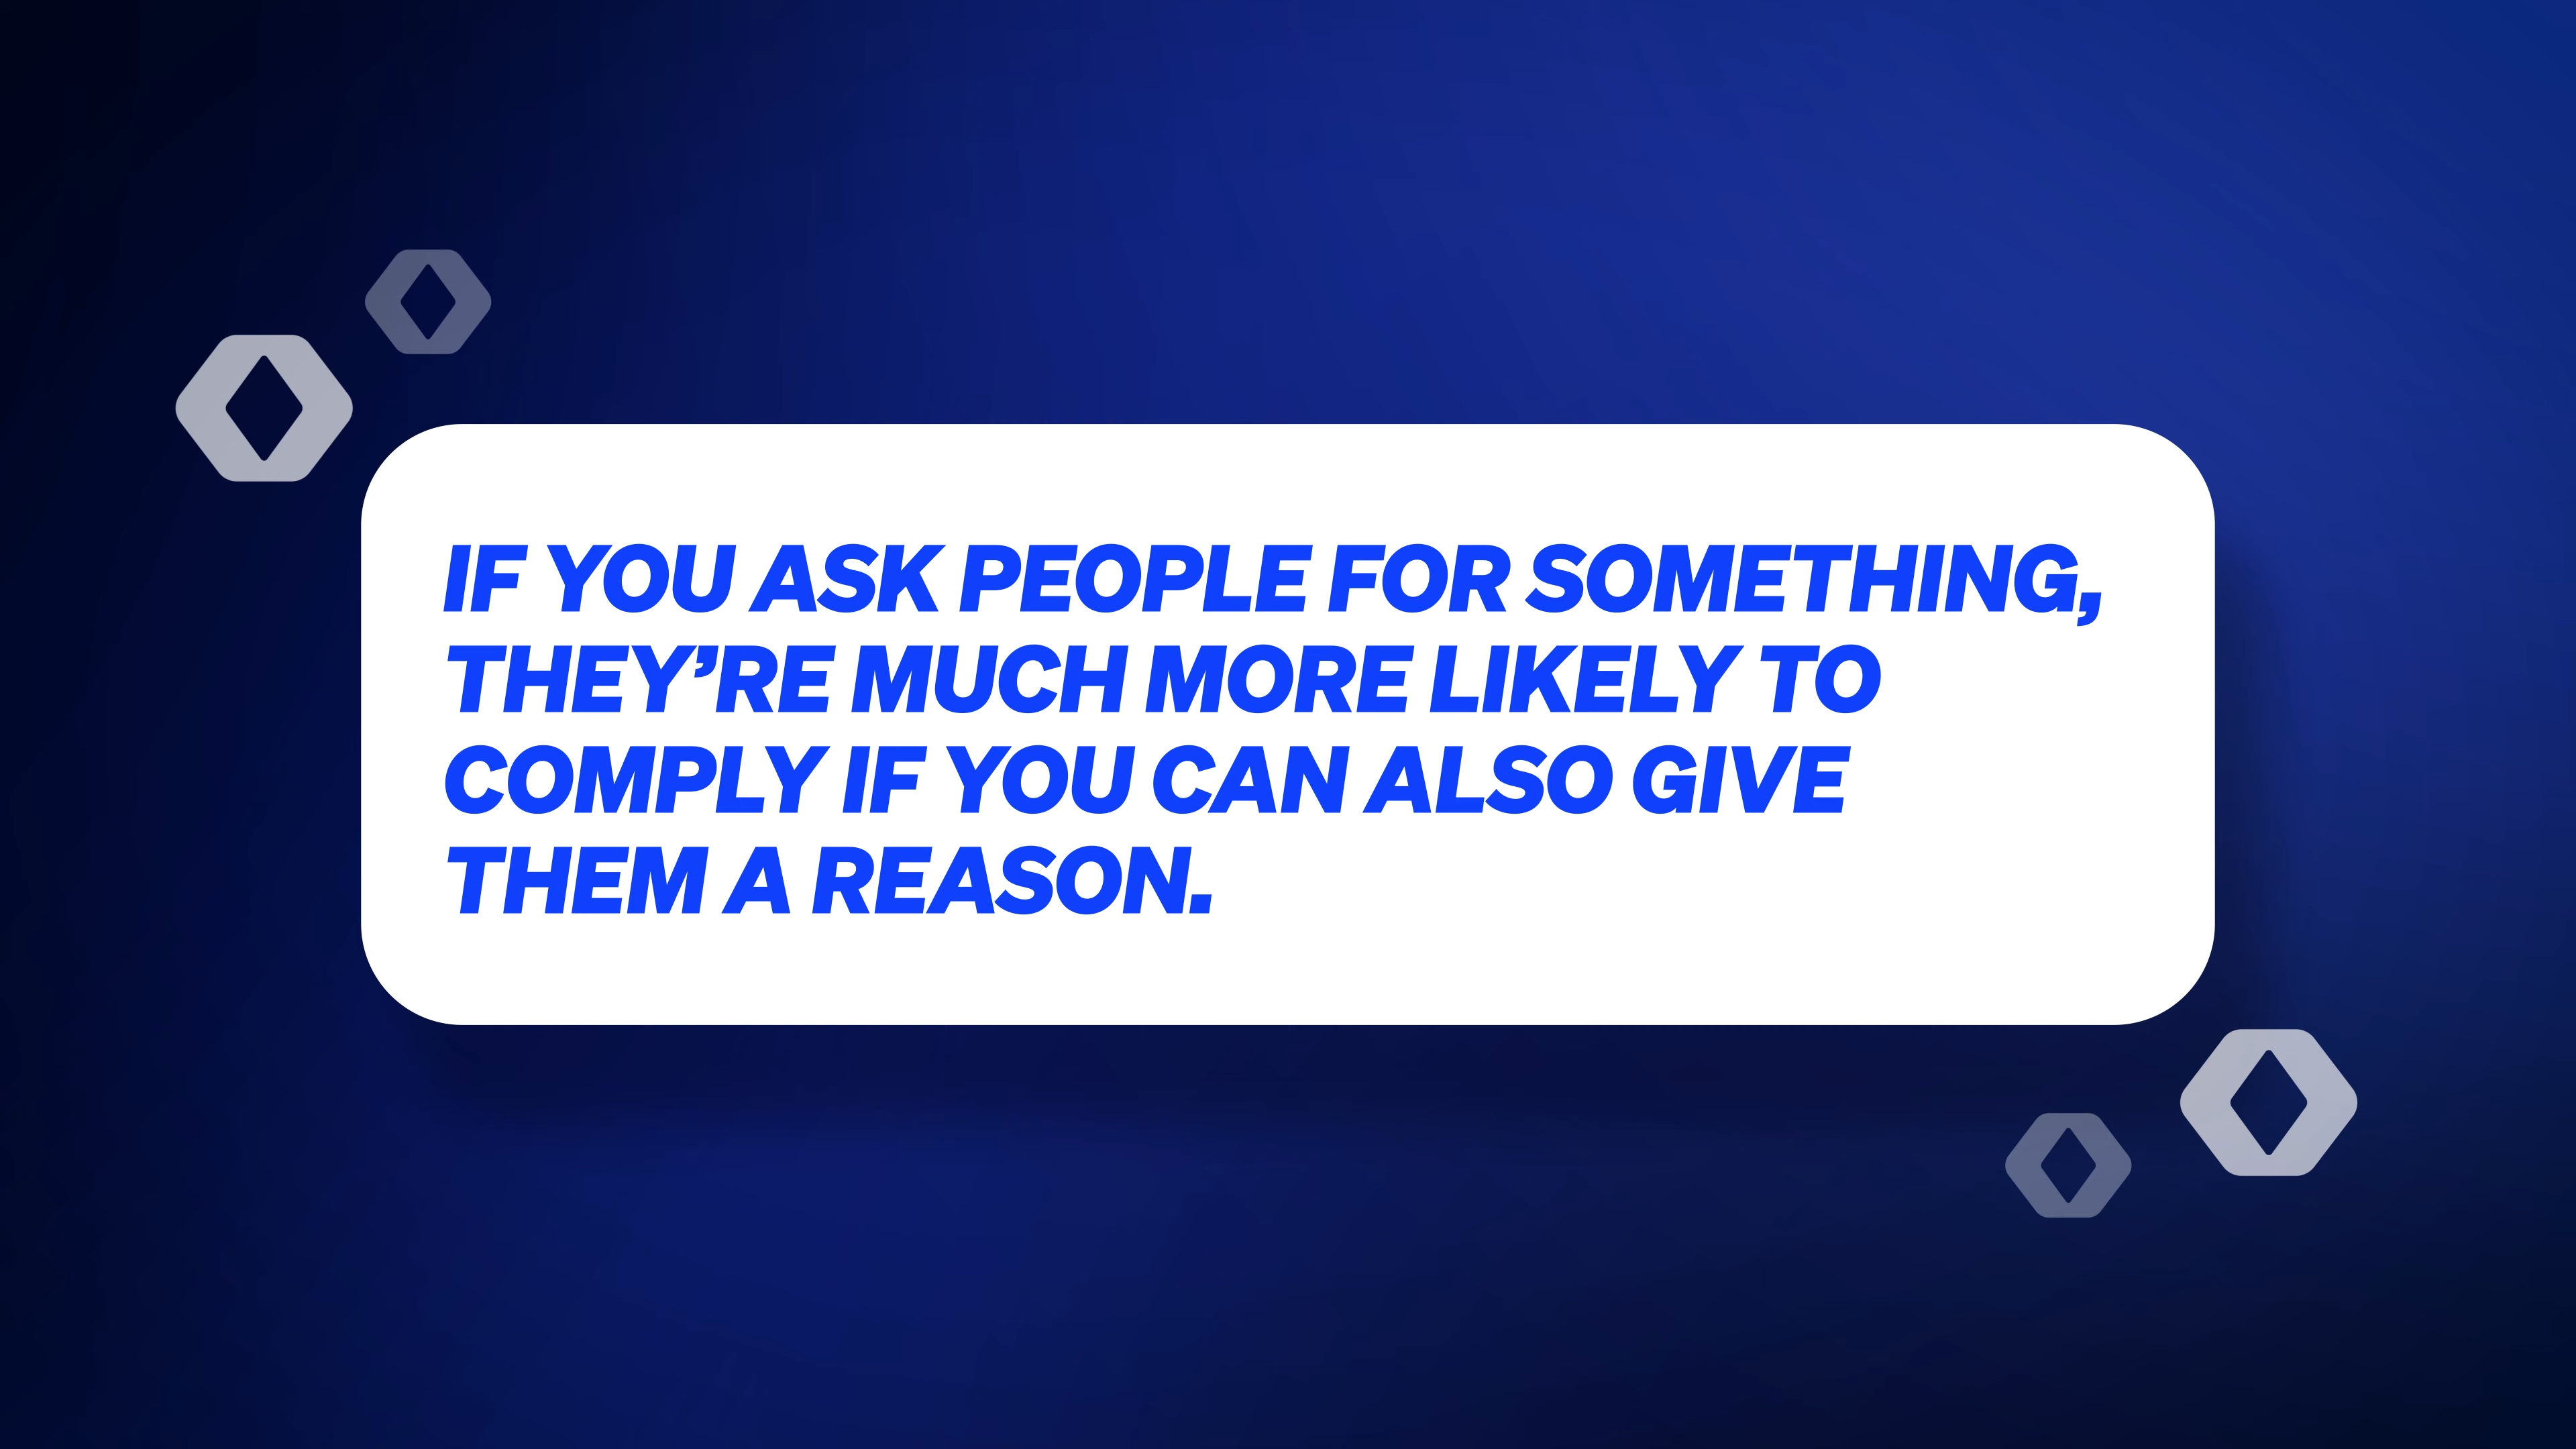 IF YOU ASK PEOPLE FOR SOMETHING,
THEY’RE MUCH MORE LIKELY TO
COMPLY IF YOU CAN ALSO GIVE
THEM A REASON.